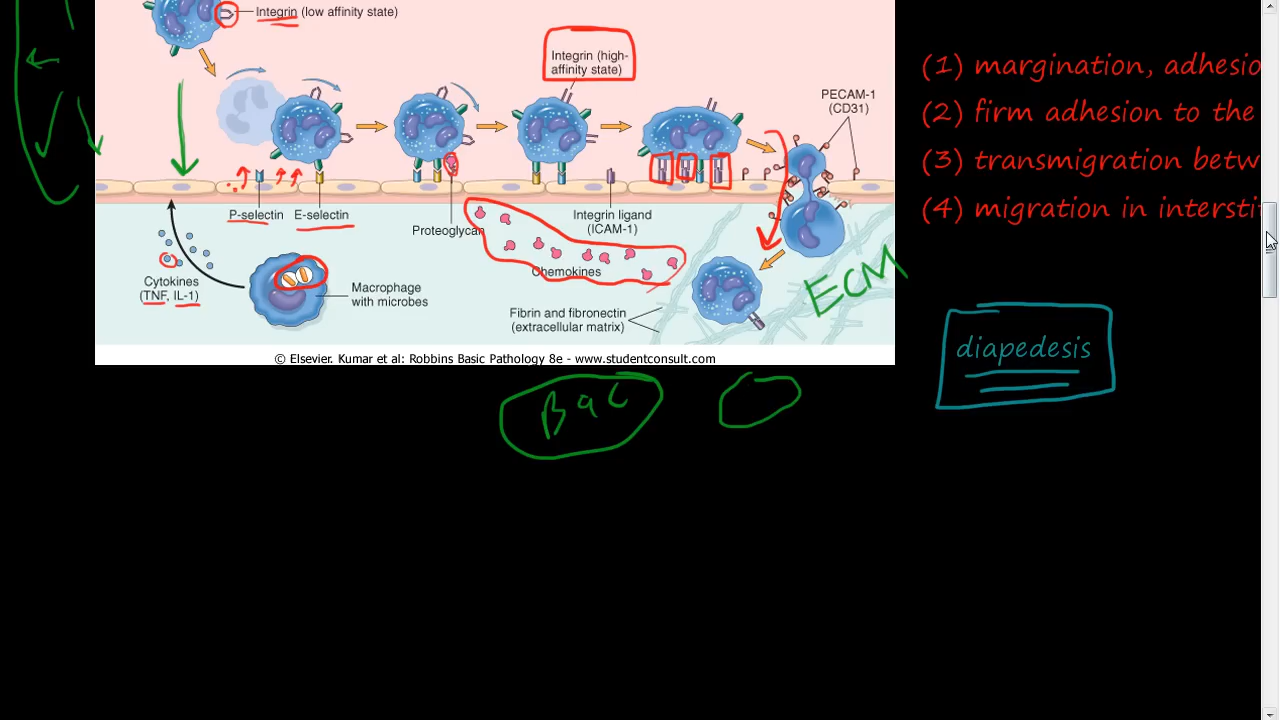 Integrin (low affinity state)
Integrin (high-
affinity state)
PECAM-1
(CD31)
P-selectin
E-selectin
Proteoglycan
Integrin ligand
(ICAM-1)
Cytokines
(TNF, IL-1)
Macrophage
with microbes
Chemokines
Fibrin and fibronectin
(extracellular matrix)
ECM
© Elsevier. Kumar et al: Robbins Basic Pathology 8e - www.studentconsult.com
Bac
(1) margination, adhesio
(2) firm adhesion to the
(3) transmigration betw
(4) migration in intersti
diapedesis